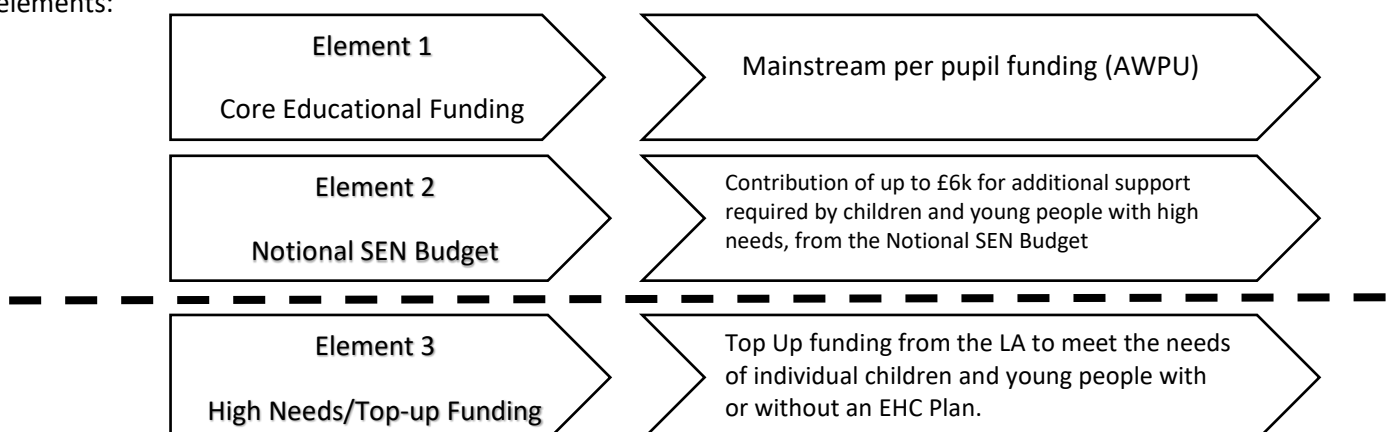 elements:
Element 1
Core Educational Funding
Mainstream per pupil funding (AWPU)
Element 2
Notional SEN Budget
Contribution of up to £6k for additional support
required by children and young people with high
needs, from the Notional SEN Budget
Element 3
High Needs/Top-up Funding
Top Up funding from the LA to meet the needs
of individual children and young people with
or without an EHC Plan.